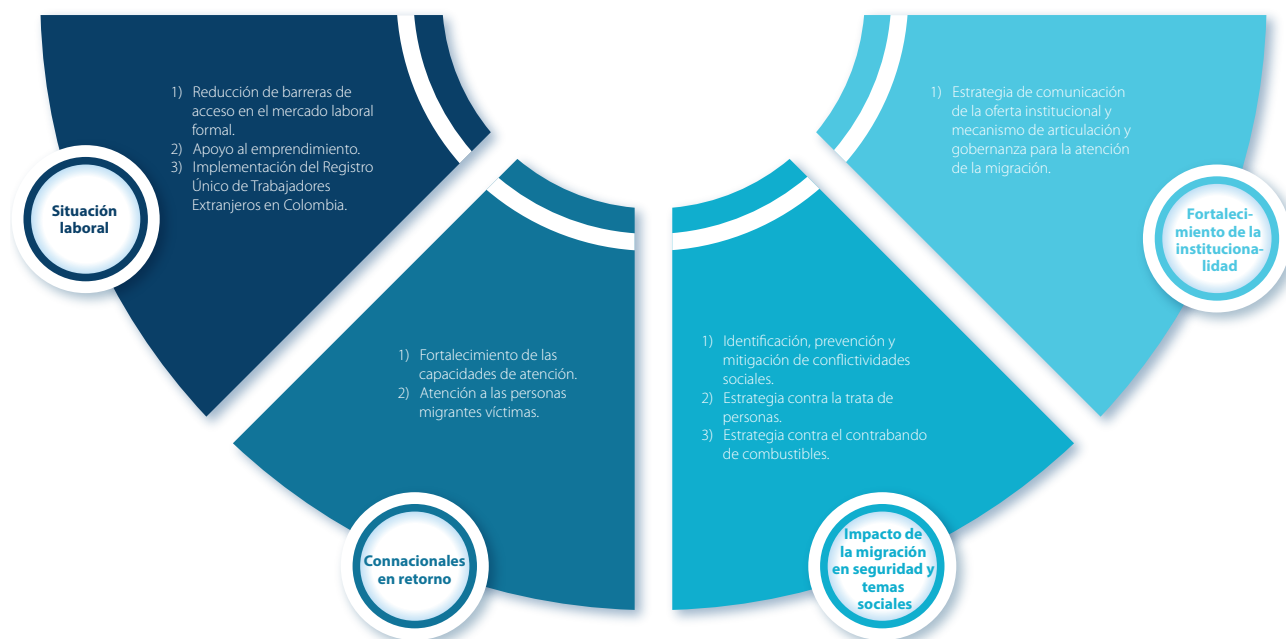 1) Reducción de barreras de
acceso en el mercado laboral
formal.
2) Apoyo al emprendimiento.
3) Implementación del Registro
Único de Trabajadores
Extranjeros en Colombia.
Situación
laboral
1) Fortalecimiento de las
capacidades de atención.
2) Atención a las personas
migrantes víctimas.
Connacionales
en retorno
1) Identificación, prevención y
mitigación de conflictividades
sociales.
2) Estrategia contra la trata de
personas.
3) Estrategia contra el contrabando
de combustibles.
Impacto de
la migración
en seguridad y
temas
sociales
1) Estrategia de comunicación
de la oferta institucional y
mecanismo de articulación y
gobernanza para la atención
de la migración.
Fortaleci-
miento de la
instituciona-
lidad